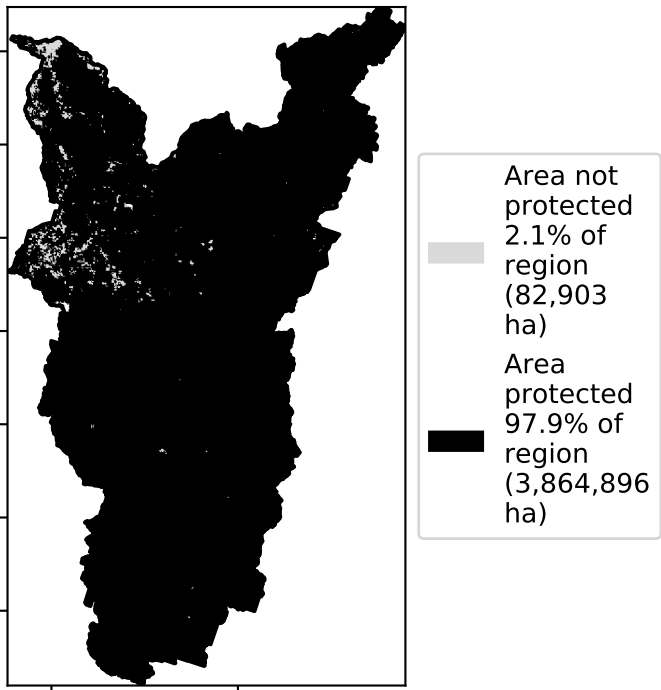 Area not
protected
2.1% of
region
(82,903
ha)
Area
protected
97.9% of
region
(3,864,896
ha)